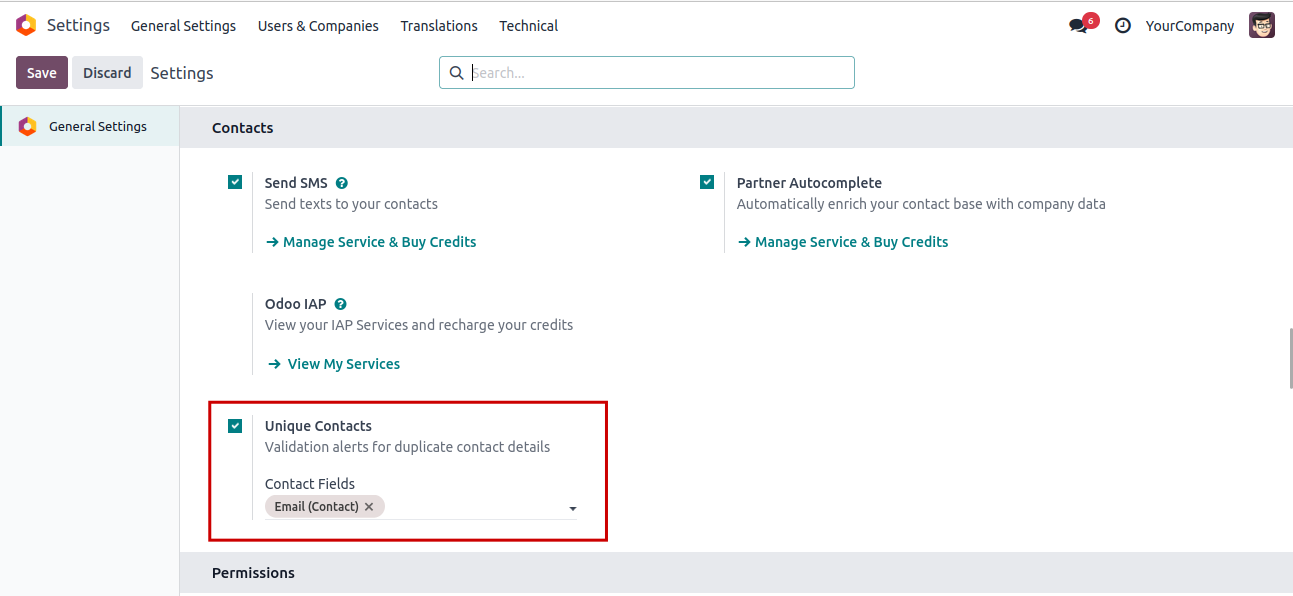 Settings General Settings Users & Companies Translations Technical 6 YourCompany
Save Discard Settings Search...
General Settings
Contacts
Send SMS ?
Send texts to your contacts
→ Manage Service & Buy Credits
Partner Autocomplete
Automatically enrich your contact base with company data
→ Manage Service & Buy Credits
Odoo IAP ?
View your IAP Services and recharge your credits
→ View My Services
Unique Contacts
Validation alerts for duplicate contact details
Contact Fields
Email (Contact) ×
Permissions